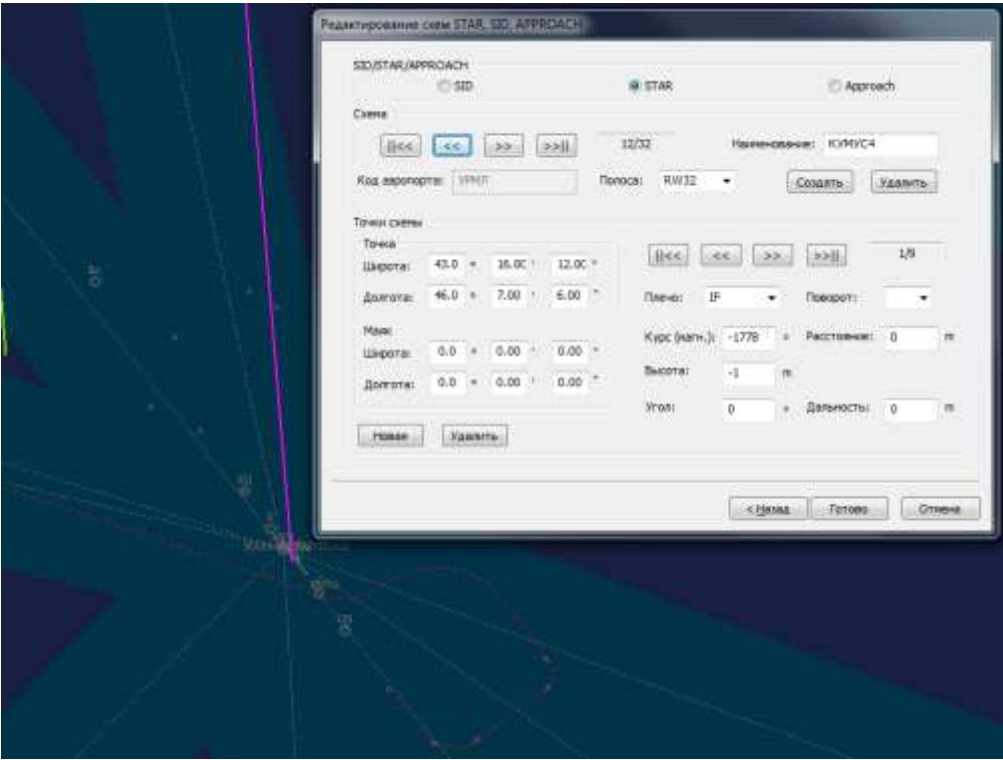 Редактирование схем STAR, SID, APPROACH
SID/STAR/APPROACH
SID STAR Approach
Схема
||<< << >> >>|| 12/32 Наименование: КУМУС4
Код аэропорта: УРМЛ Полоса: RW32 Создать Удалить
Точки схемы
Точка
Широта: 43.0 ° 16.00 ' 12.00 "
Долгота: 46.0 ° 7.00 ' 6.00 "
Маяк
Широта: 0.0 ° 0.00 ' 0.00 "
Долгота: 0.0 ° 0.00 ' 0.00 "
Новая Удалить
||<< << >> >>|| 1/9
Плечо: IF Поворот:
Курс (магн.): -1778 ° Расстояние: 0 m
Высота: -1 m
Угол: 0 ° Дальность: 0 m
< Назад Готово Отмена